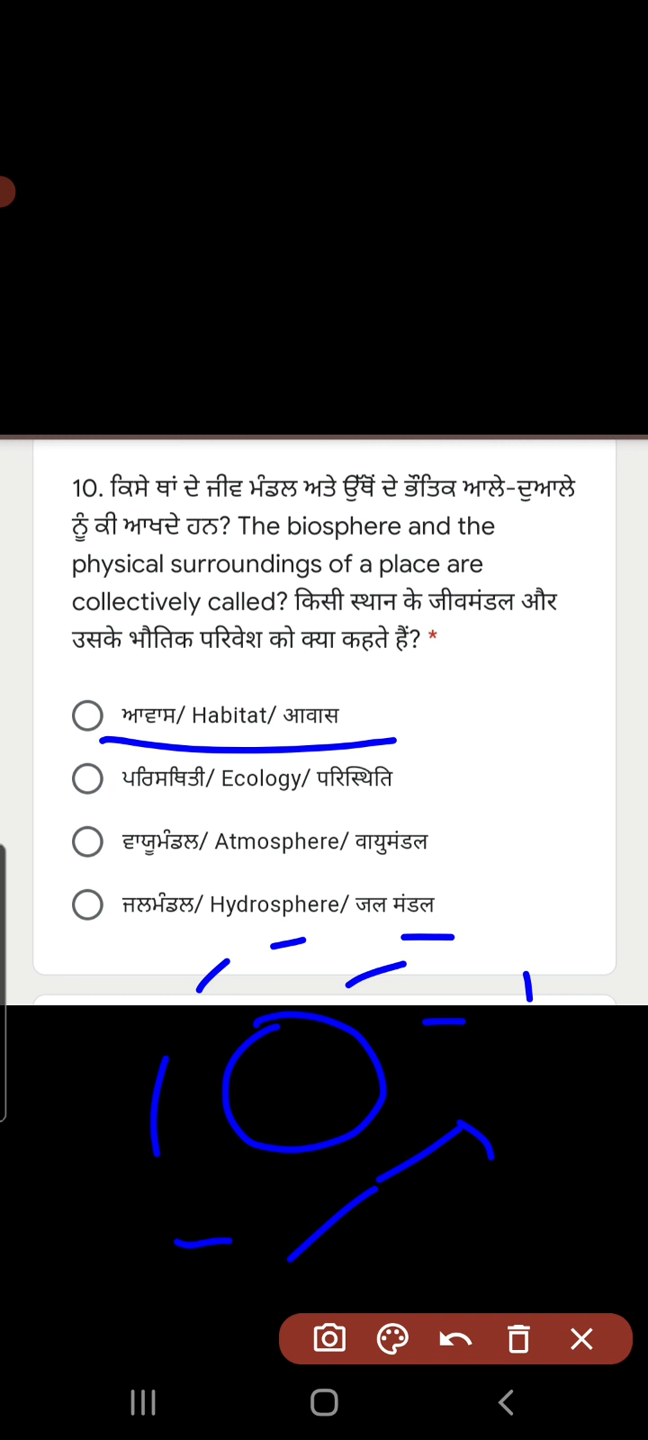 10. ਕਿਸੇ ਥਾਂ ਦੇ ਜੀਵ ਮੰਡਲ ਅਤੇ ਉੱਥੋਂ ਦੇ ਭੌਤਿਕ ਆਲੇ-ਦੁਆਲੇ
ਨੂੰ ਕੀ ਆਖਦੇ ਹਨ? The biosphere and the
physical surroundings of a place are
collectively called? किसी स्थान के जीवमंडल और
उसके भौतिक परिवेश को क्या कहते हैं? *
ਆਵਾਸ/ Habitat/ आवास
ਪਰਿਸਥਿਤੀ/ Ecology/ परिस्थिति
ਵਾਯੂਮੰਡਲ/ Atmosphere/ वायुमंडल
ਜਲਮੰਡਲ/ Hydrosphere/ जल मंडल